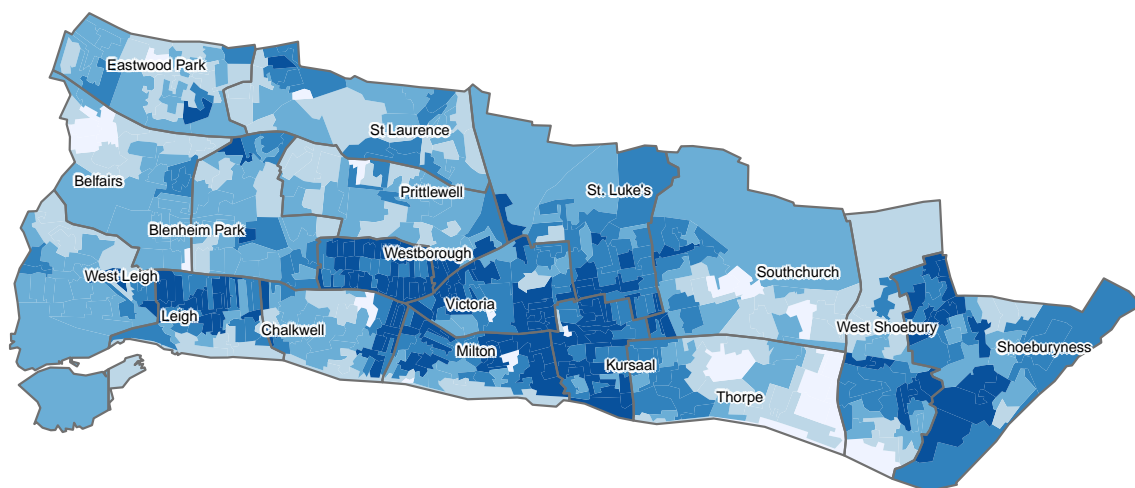 Eastwood Park
St Laurence
Belfairs
Prittlewell
St. Luke's
Blenheim Park
Westborough
West Leigh
Southchurch
Victoria
Leigh
Chalkwell
West Shoebury
Milton
Shoeburyness
Kursaal
Thorpe